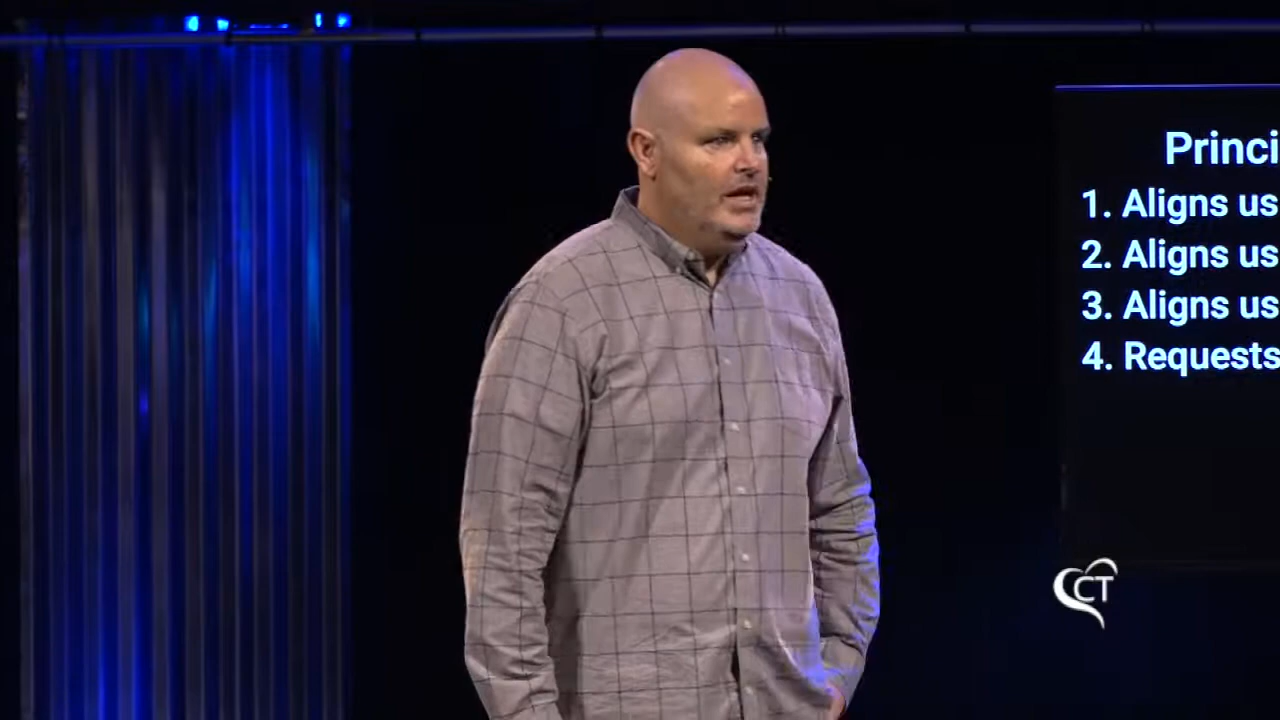 Princi
1. Aligns us
2. Aligns us
3. Aligns us
4. Requests
CT